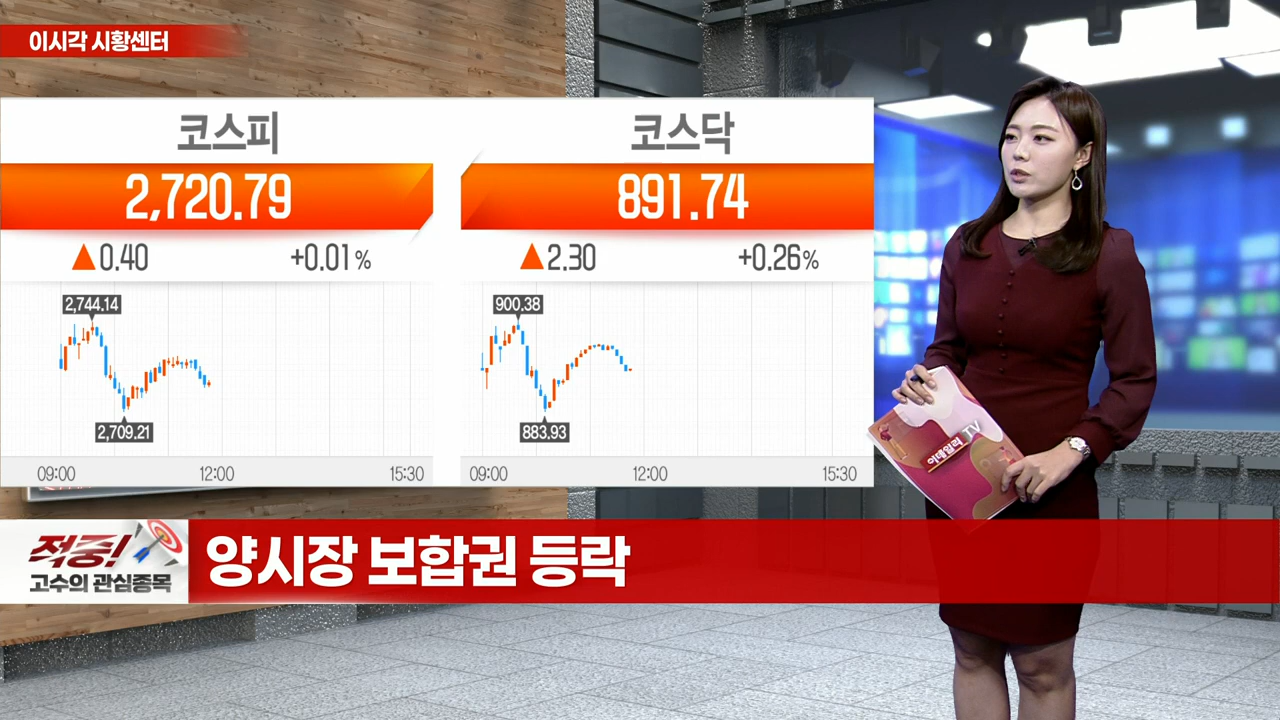 이시각 시황센터
코스피
2,720.79
▲0.40 +0.01%
2,744.14
2,709.21
09:00 12:00 15:30
코스닥
891.74
▲2.30 +0.26%
900.38
883.93
09:00 12:00 15:30
이데일리 TV
적중!
고수의 관심종목
양시장 보합권 등락